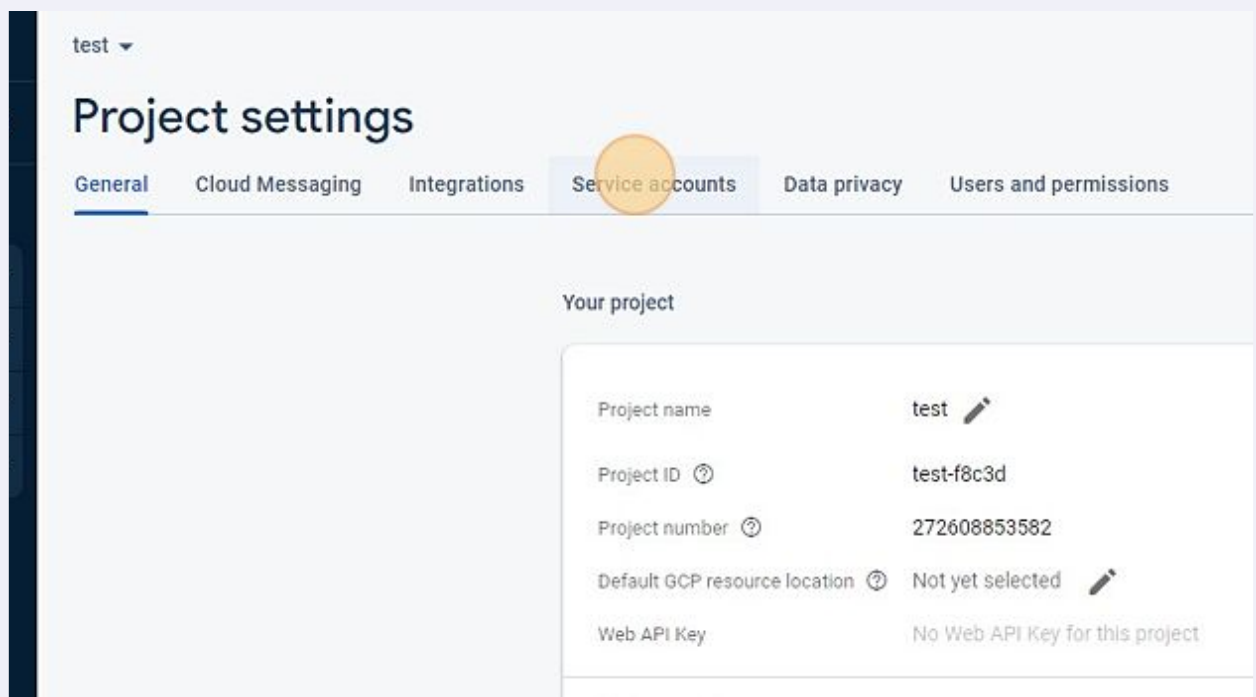 test
Project settings
General Cloud Messaging Integrations Service accounts Data privacy Users and permissions
Your project
Project name test
Project ID test-f8c3d
Project number 272608853582
Default GCP resource location Not yet selected
Web API Key No Web API Key for this project